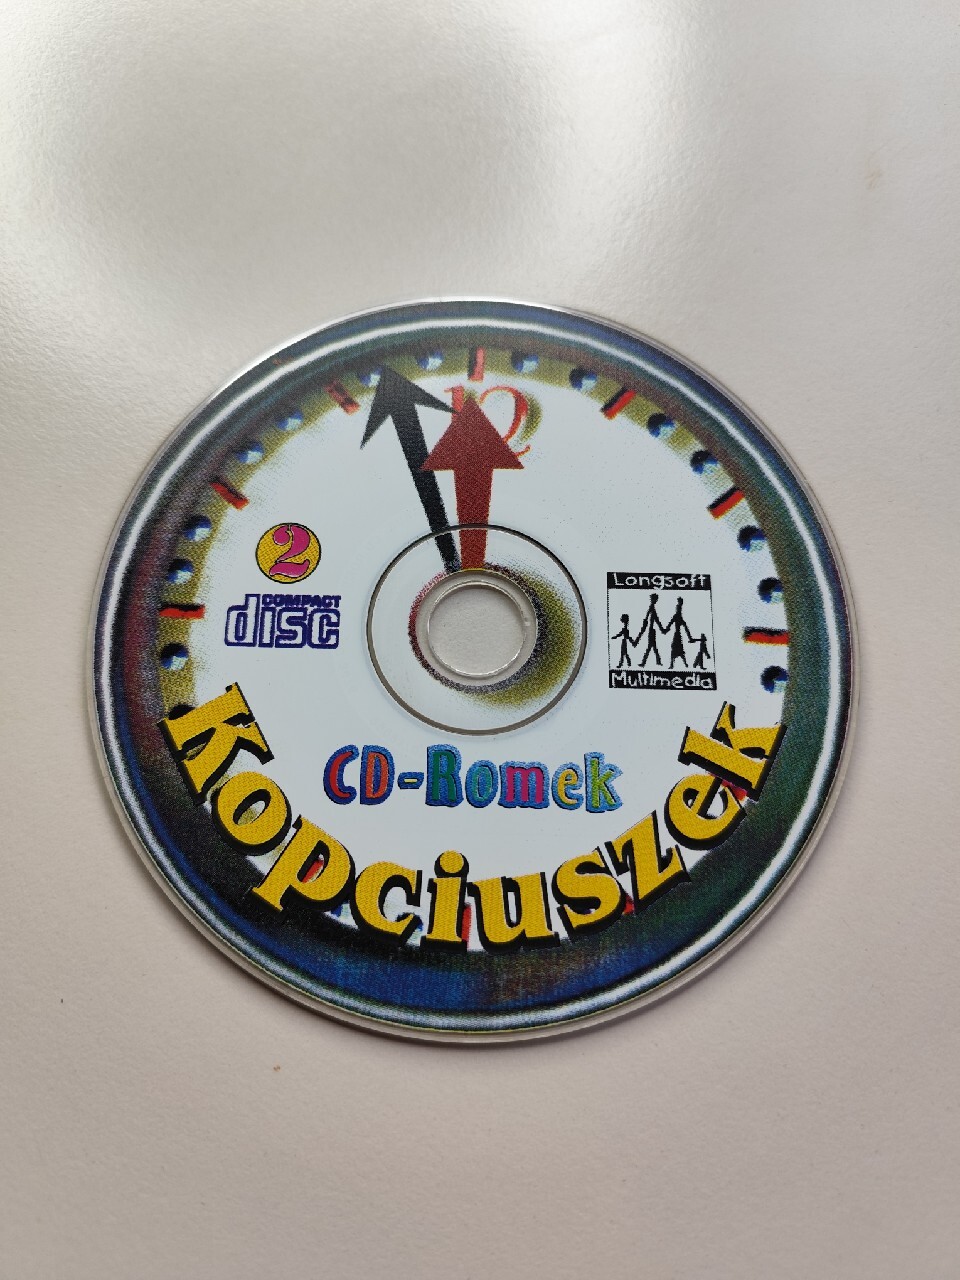 12
2
COMPACT
disc
Longsoft
Multimedia
CD-Romek
Kopciuszek